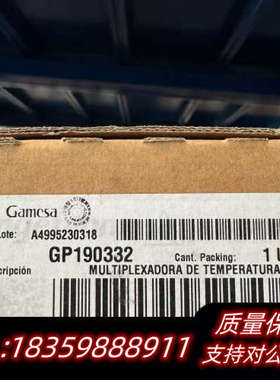 Gamesa
Lote: A4995230318
GP190332 Cant. Packing: 1 U
cripción MULTIPLEXADORA DE TEMPERATURA
质量保
:18359888911 支持对公